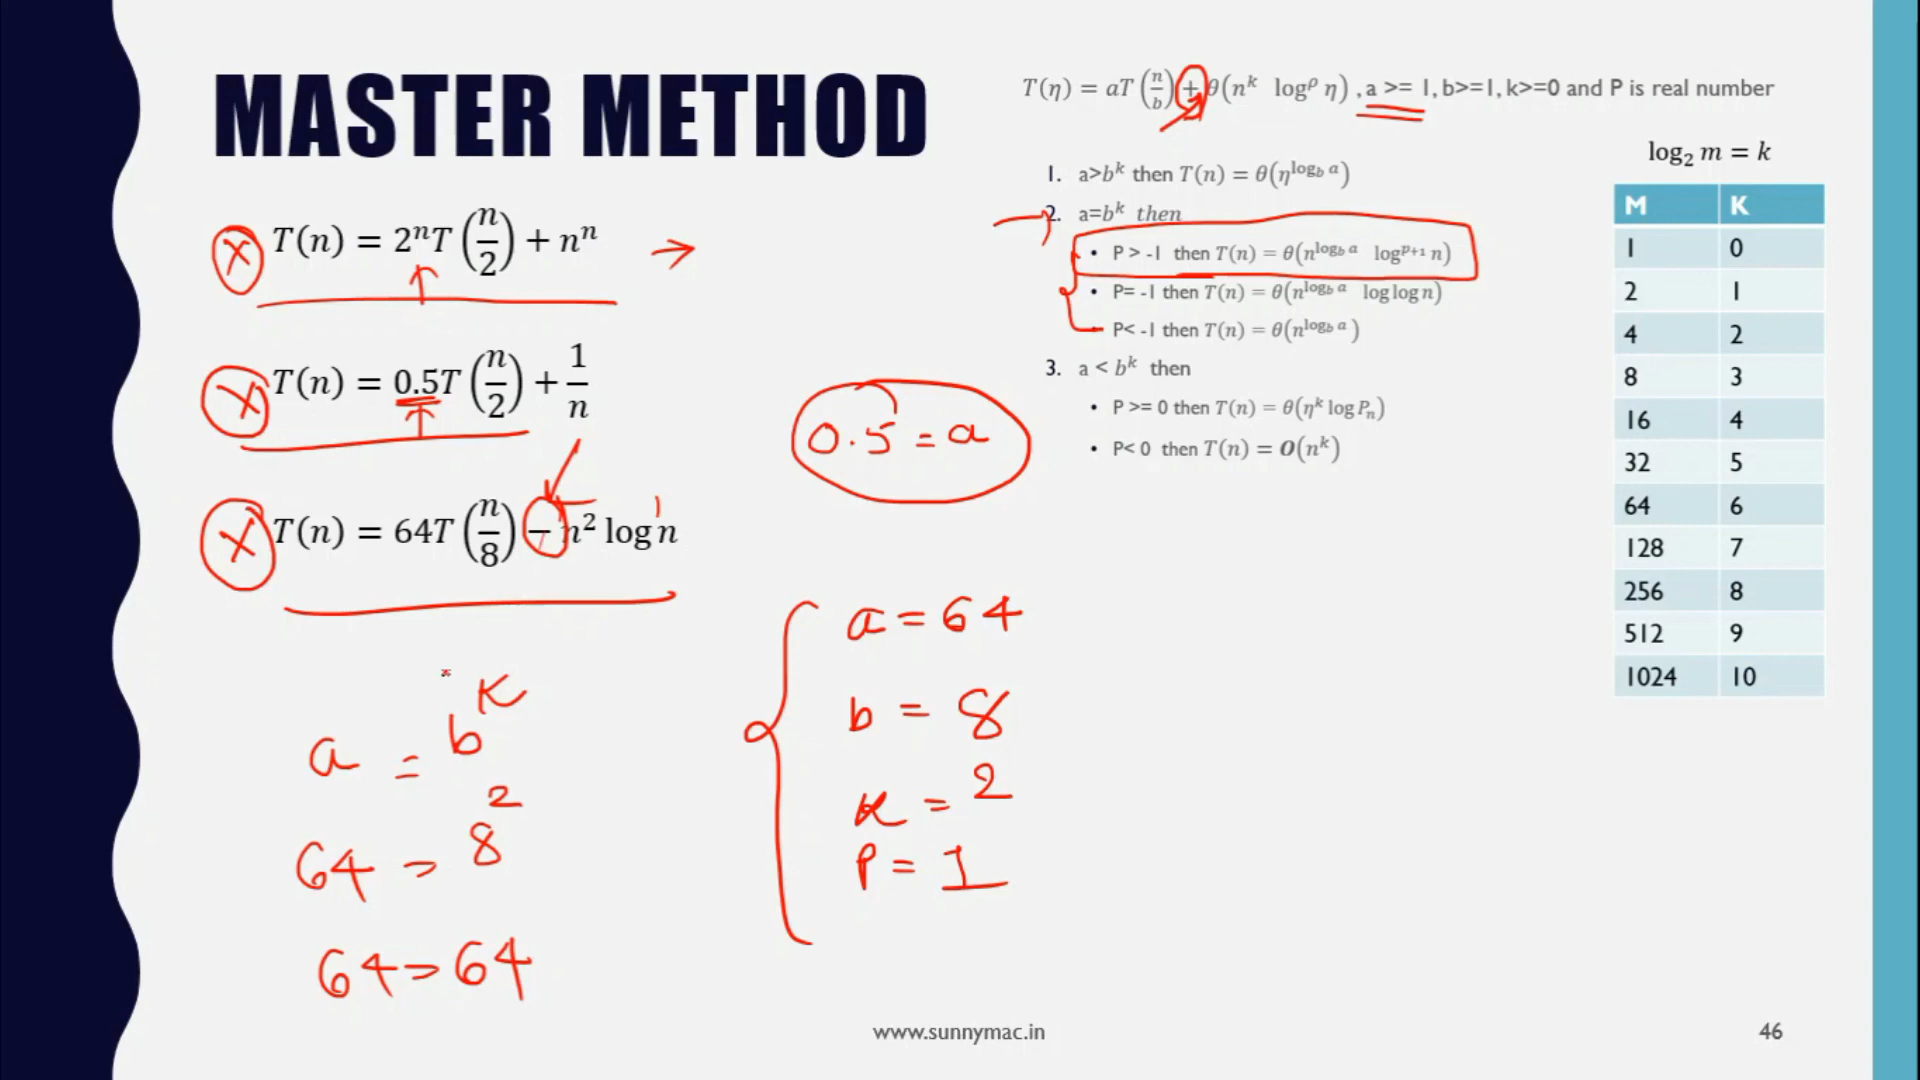 MASTER METHOD
T(η) = aT(n/b) + θ(n^k log^ρ η), a >= 1, b>=1, k>=0 and P is real number
log₂ m = k
1. a>b^k then T(n) = θ(η^(log_b a))
2. a=b^k then
• P > -1 then T(n) = θ(n^(log_b a) log^(p+1) n)
• P= -1 then T(n) = θ(n^(log_b a) log log n)
• P< -1 then T(n) = θ(n^(log_b a))
3. a < b^k then
• P >= 0 then T(n) = θ(η^k log P_n)
• P< 0 then T(n) = O(n^k)
X T(n) = 2^n T(n/2) + n^n
X T(n) = 0.5T(n/2) + 1/n
X T(n) = 64T(n/8) − n² log n
1
0.5 = a
a = b^K
64 = 8²
64 = 64
a = 64
b = 8
K = 2
P = 1
M K
1 0
2 1
4 2
8 3
16 4
32 5
64 6
128 7
256 8
512 9
1024 10
www.sunnymac.in
46